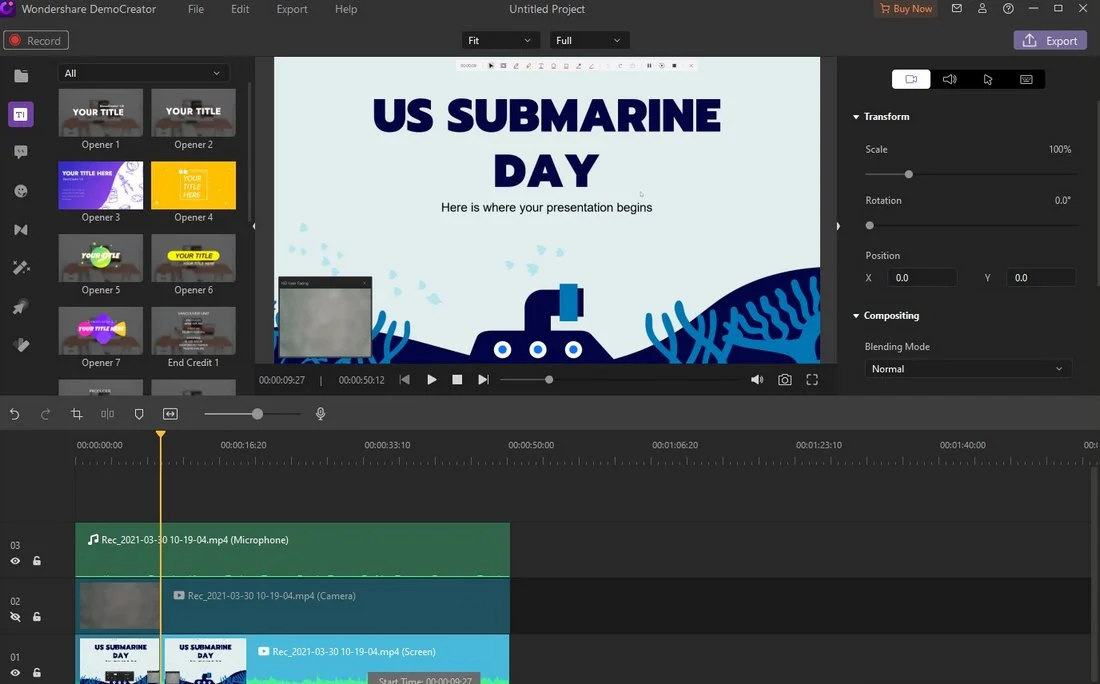 Wondershare DemoCreator File Edit Export Help Untitled Project Buy Now
Record Fit Full Export
All
YOUR TITLE YOUR TITLE
Opener 1 Opener 2
YOUR TITLE HERE YOUR TITLE HERE
Opener 3 Opener 4
YOUR TITLE YOUR TITLE
Opener 5 Opener 6
YOUR TITLE HERE
Opener 7 End Credit 1
US SUBMARINE
DAY
Here is where your presentation begins
Transform
Scale 100%
Rotation 0.0°
Position
X 0.0 Y 0.0
Compositing
Blending Mode
Normal
00:00:09:27 | 00:00:50:12
00:00:00:00 00:00:16:20 00:00:33:10 00:00:50:00 00:01:06:20 00:01:23:10 00:01:40:00 00:0
03 Rec_2021-03-30 10-19-04.mp4 (Microphone)
02 Rec_2021-03-30 10-19-04.mp4 (Camera)
01 US SUBMARINE DAY US SUBMARINE DAY Rec_2021-03-30 10-19-04.mp4 (Screen)
Start Time: 00:00:09:27